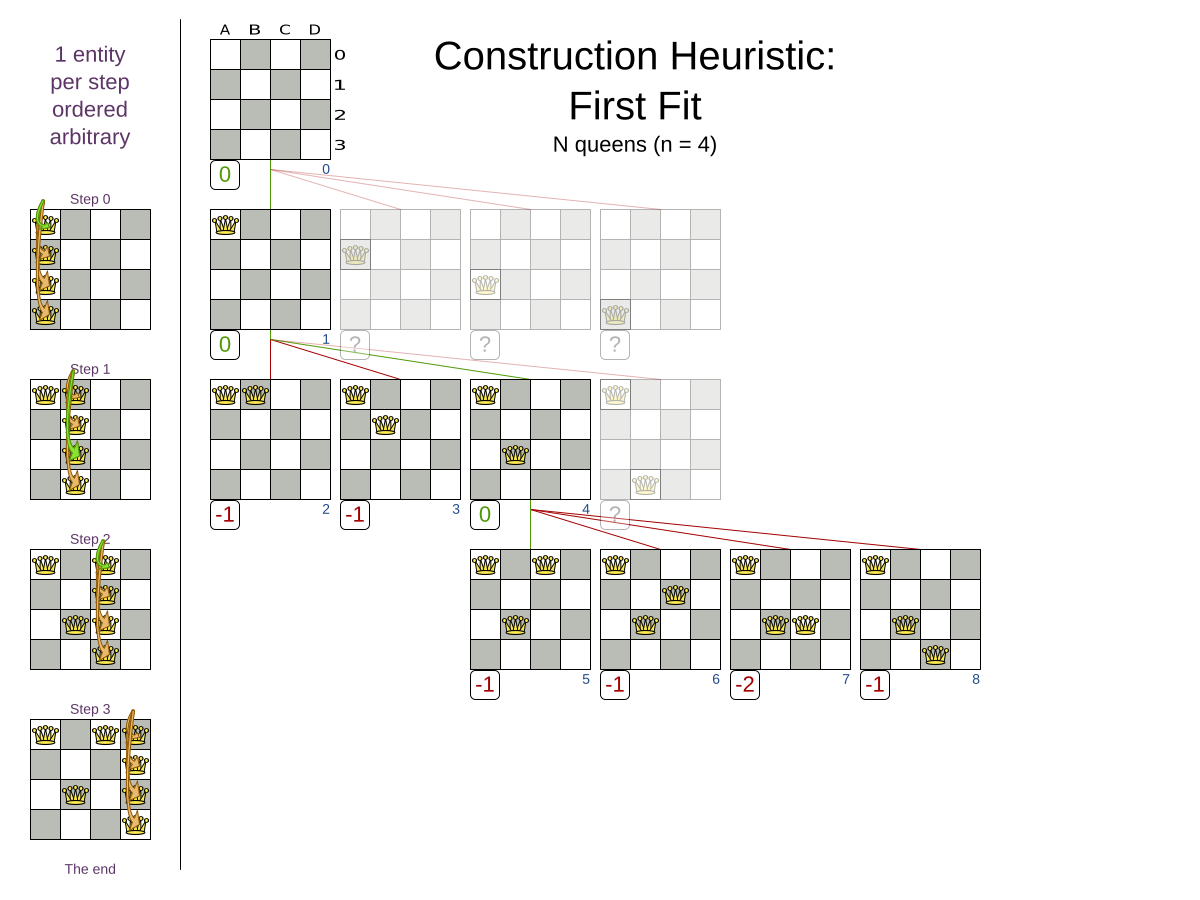 1 entity
per step
ordered
arbitrary
Construction Heuristic:
First Fit
N queens (n = 4)
A B C D
0
1
2
3
0 0
Step 0
0 1 ? ? ?
Step 1
-1 2 -1 3 0 4 ?
Step 2
-1 5 -1 6 -2 7 -1 8
Step 3
The end